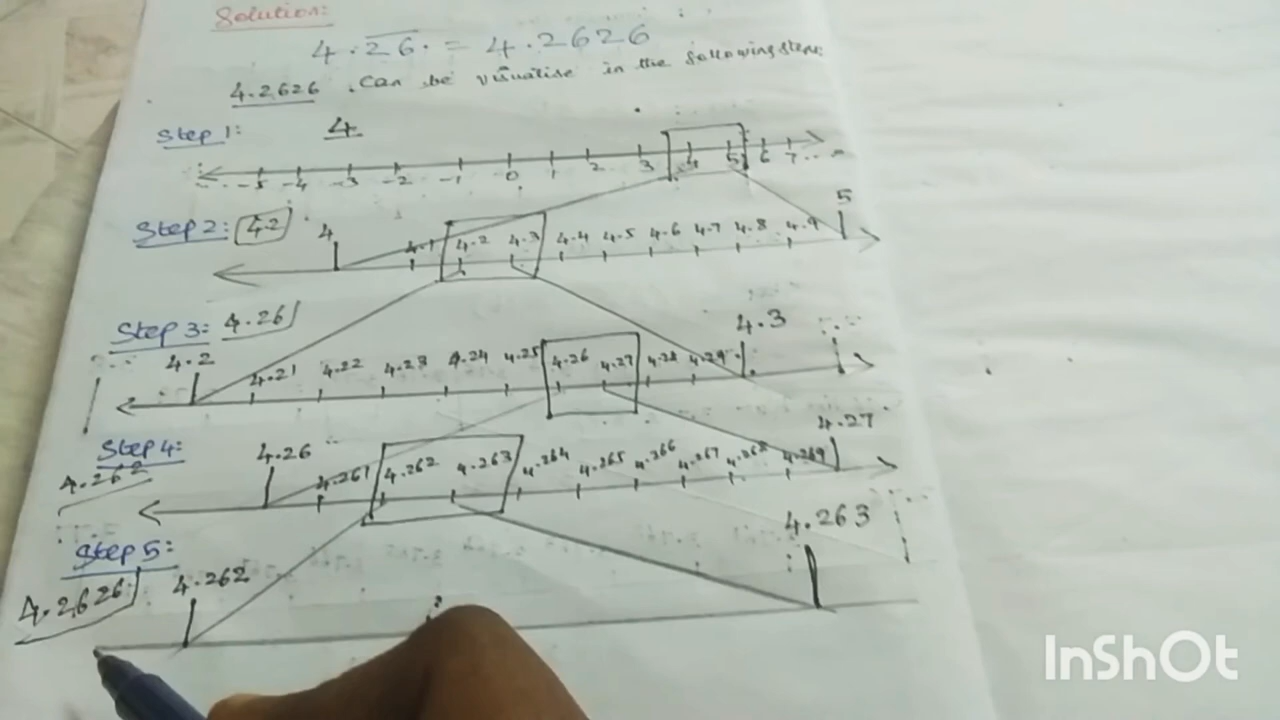 Solution:
4.26. = 4.2626
4.2626 . Can be visualise in the following steps
Step 1: 4
-5 -4 -3 -2 -1 0 1 2 3 4 5 6 7 ...
Step 2: 4.2
4 4.1 4.2 4.3 4.4 4.5 4.6 4.7 4.8 4.9 5
Step 3: 4.26
4.2 4.21 4.22 4.23 4.24 4.25 4.26 4.27 4.28 4.29 4.3
Step 4:
4.262
4.26 4.261 4.262 4.263 4.264 4.265 4.266 4.267 4.268 4.269 4.27
Step 5:
4.2626
4.262 4.263
InShOt